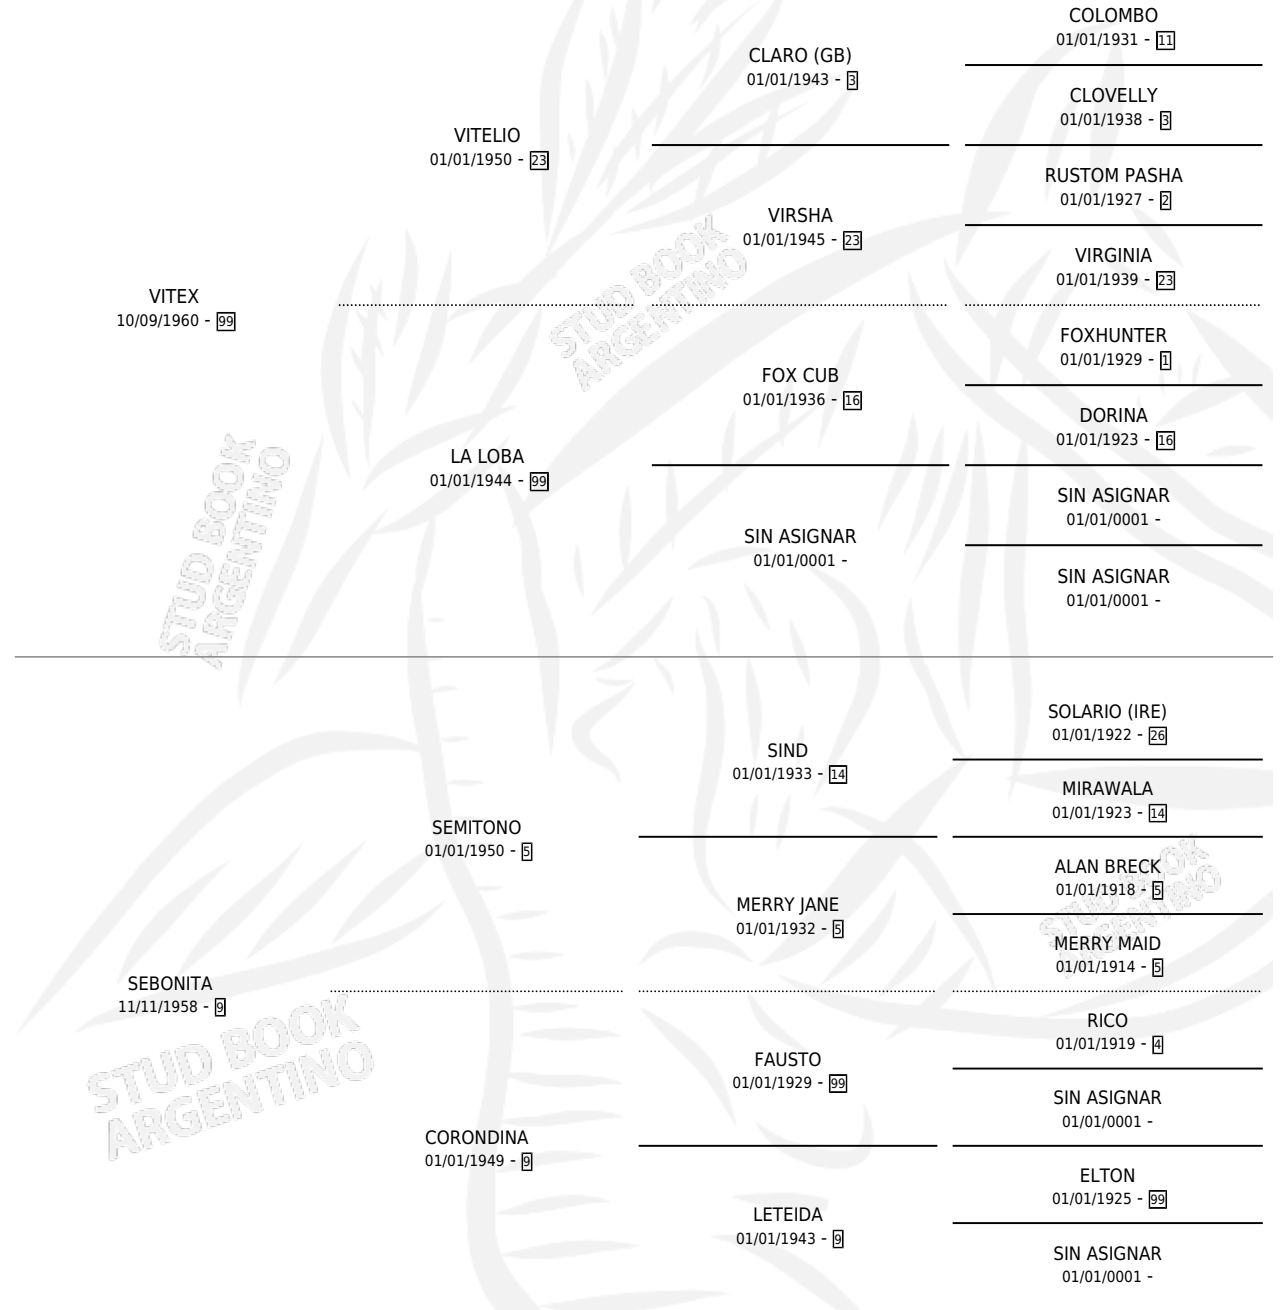 COLOMBO
01/01/1931 - 11
CLARO (GB)
01/01/1943 - 3
CLOVELLY
01/01/1938 - 3
VITELIO
01/01/1950 - 23
RUSTOM PASHA
01/01/1927 - 2
VIRSHA
01/01/1945 - 23
VIRGINIA
01/01/1939 - 23
VITEX
10/09/1960 - 99
STUD BOOK
ARGENTINO
FOXHUNTER
01/01/1929 - 1
FOX CUB
01/01/1936 - 16
DORINA
01/01/1923 - 16
LA LOBA
01/01/1944 - 99
SIN ASIGNAR
01/01/0001 -
SIN ASIGNAR
01/01/0001 -
SIN ASIGNAR
01/01/0001 -
STUD BOOK
ARGENTINO
SOLARIO (IRE)
01/01/1922 - 26
SIND
01/01/1933 - 14
MIRAWALA
01/01/1923 - 14
SEMITONO
01/01/1950 - 5
ALAN BRECK
01/01/1918 - 5
MERRY JANE
01/01/1932 - 5
STUD BOOK
ARGENTINO
MERRY MAID
01/01/1914 - 5
SEBONITA
11/11/1958 - 9
RICO
01/01/1919 - 4
FAUSTO
01/01/1929 - 99
STUD BOOK
ARGENTINO
SIN ASIGNAR
01/01/0001 -
CORONDINA
01/01/1949 - 9
ELTON
01/01/1925 - 99
LETEIDA
01/01/1943 - 9
SIN ASIGNAR
01/01/0001 -